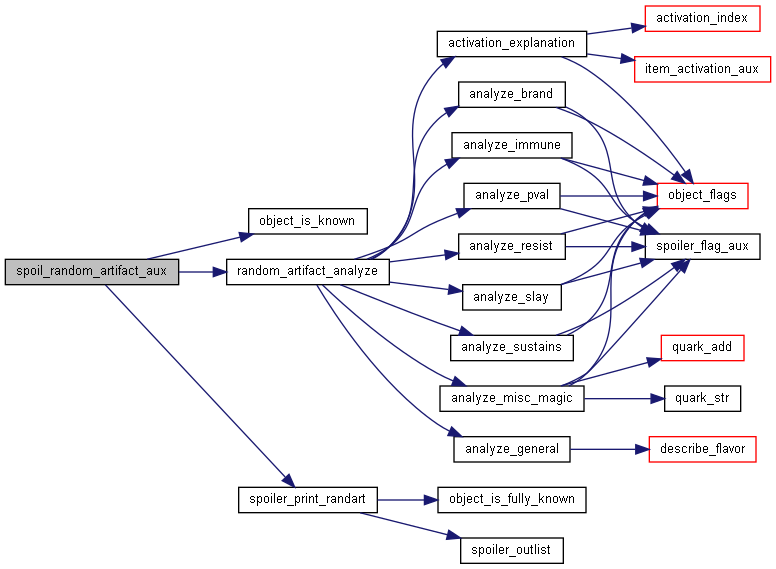 activation_index
activation_explanation
item_activation_aux
analyze_brand
analyze_immune
analyze_pval
object_flags
object_is_known
analyze_resist
spoiler_flag_aux
spoil_random_artifact_aux
random_artifact_analyze
analyze_slay
analyze_sustains
quark_add
analyze_misc_magic
quark_str
analyze_general
describe_flavor
spoiler_print_randart
object_is_fully_known
spoiler_outlist